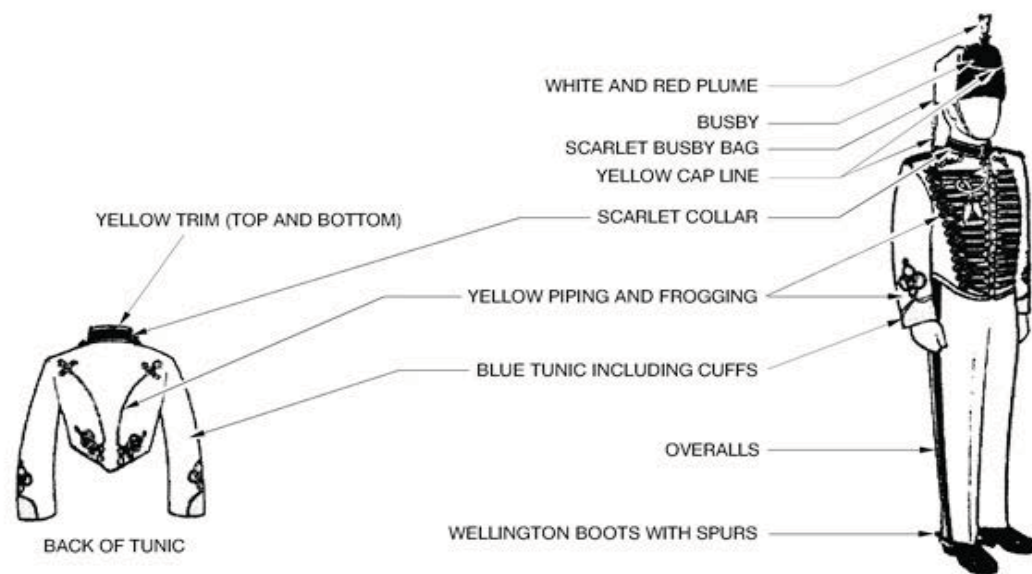 WHITE AND RED PLUME
BUSBY
SCARLET BUSBY BAG
YELLOW CAP LINE
YELLOW TRIM (TOP AND BOTTOM)
SCARLET COLLAR
YELLOW PIPING AND FROGGING
BLUE TUNIC INCLUDING CUFFS
OVERALLS
WELLINGTON BOOTS WITH SPURS
BACK OF TUNIC